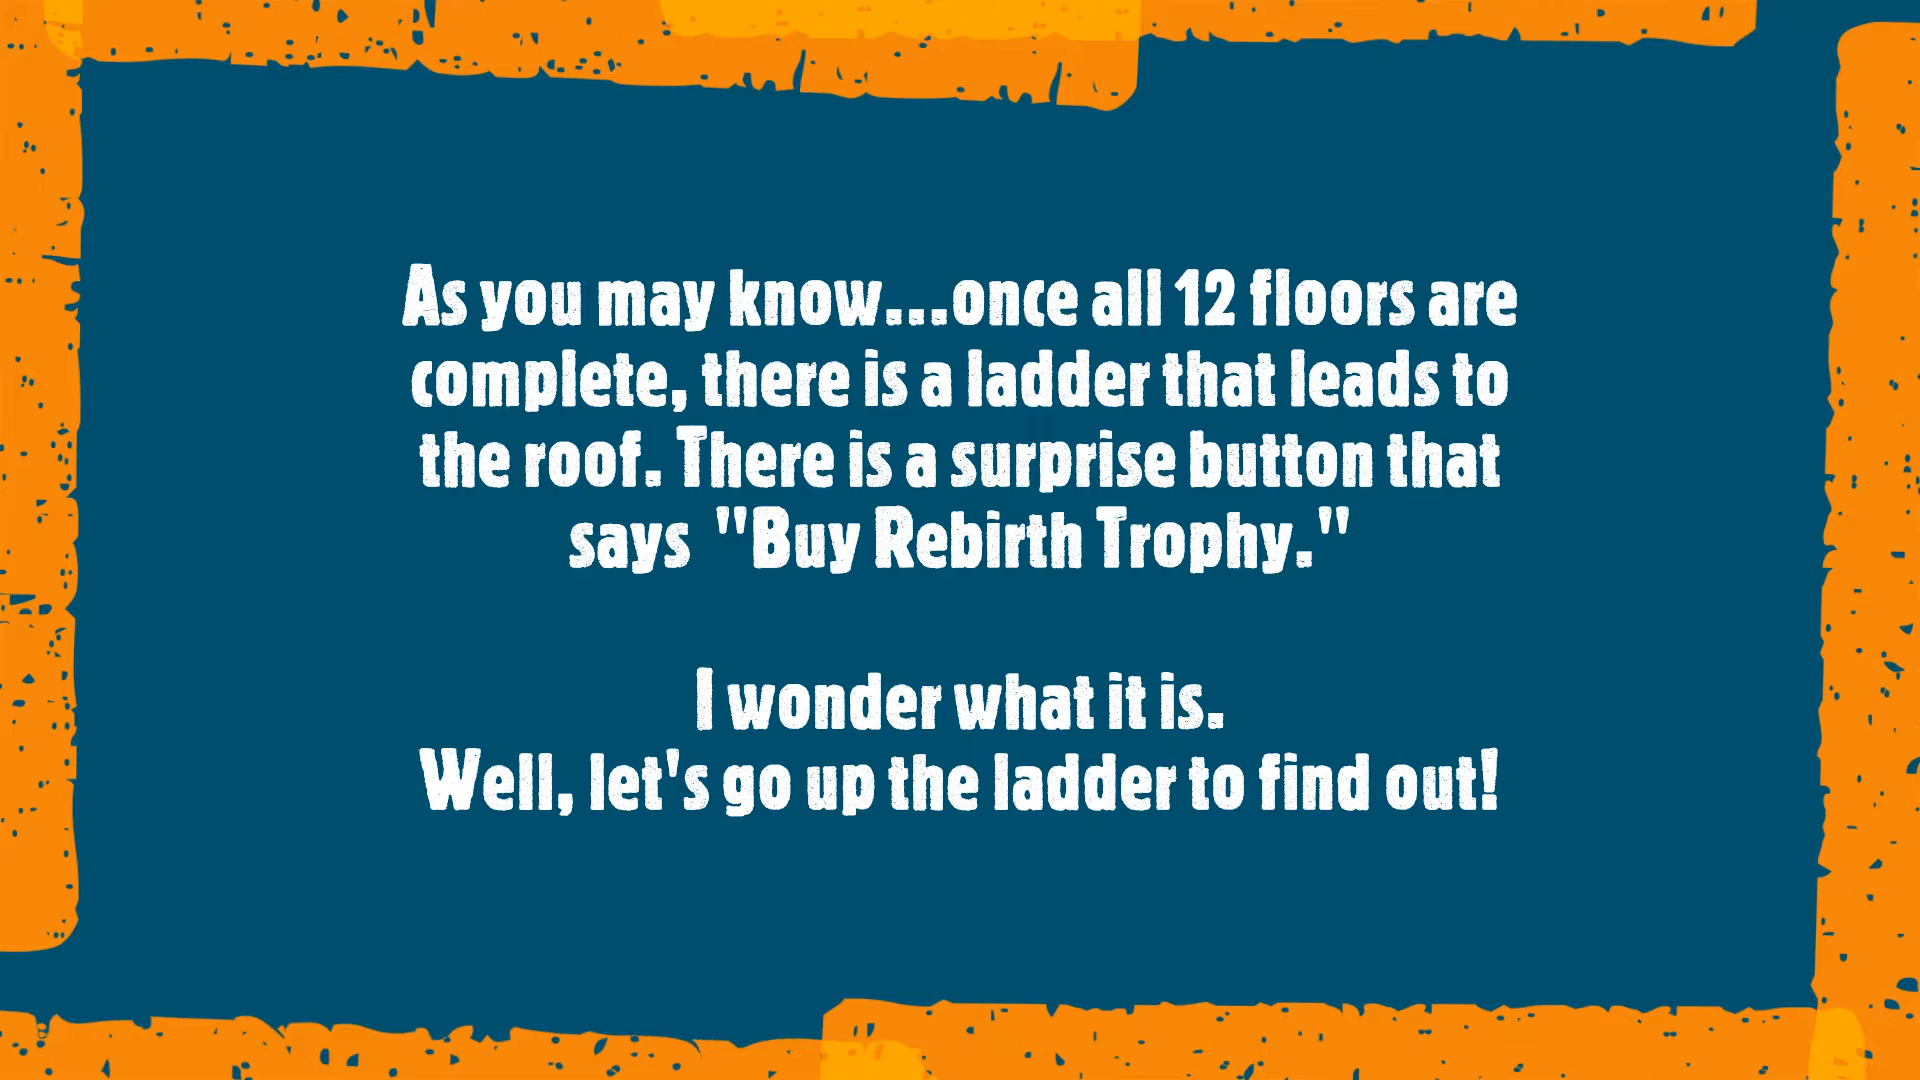 As you may know...once all 12 floors are
complete, there is a ladder that leads to
the roof. There is a surprise button that
says "Buy Rebirth Trophy."
I wonder what it is.
Well, let's go up the ladder to find out!